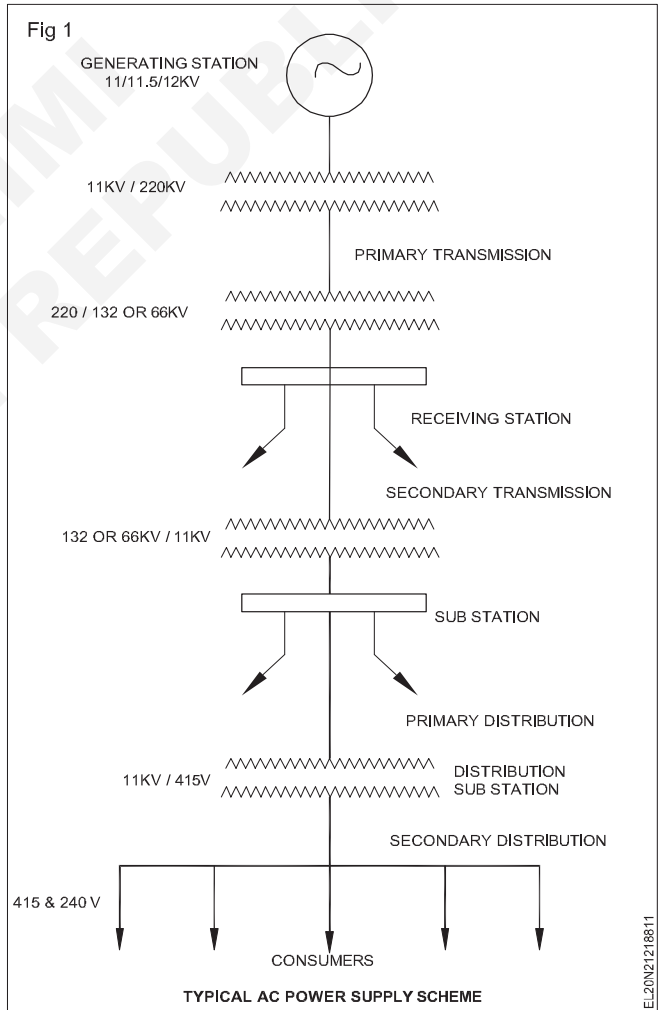 Fig 1
GENERATING STATION
11/11.5/12KV
11KV / 220KV
PRIMARY TRANSMISSION
220 / 132 OR 66KV
RECEIVING STATION
SECONDARY TRANSMISSION
132 OR 66KV / 11KV
SUB STATION
PRIMARY DISTRIBUTION
11KV / 415V
DISTRIBUTION
SUB STATION
SECONDARY DISTRIBUTION
415 & 240 V
CONSUMERS
TYPICAL AC POWER SUPPLY SCHEME
EL20N21218811